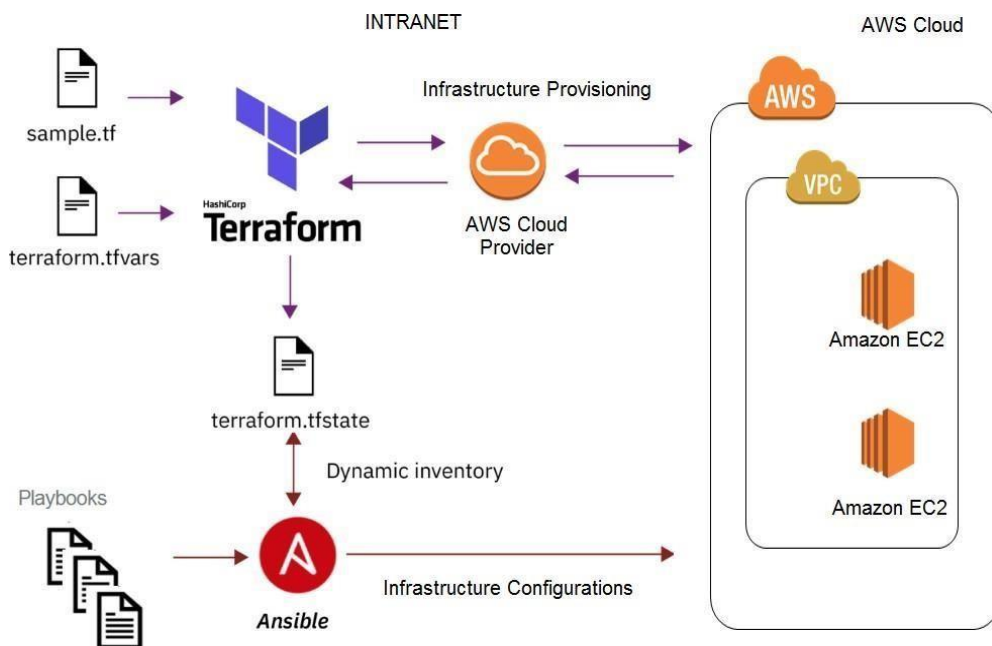 INTRANET
AWS Cloud
sample.tf
Infrastructure Provisioning
AWS
HashiCorp
Terraform
AWS Cloud
Provider
VPC
terraform.tfvars
Amazon EC2
terraform.tfstate
Dynamic inventory
Amazon EC2
Playbooks
Ansible
Infrastructure Configurations